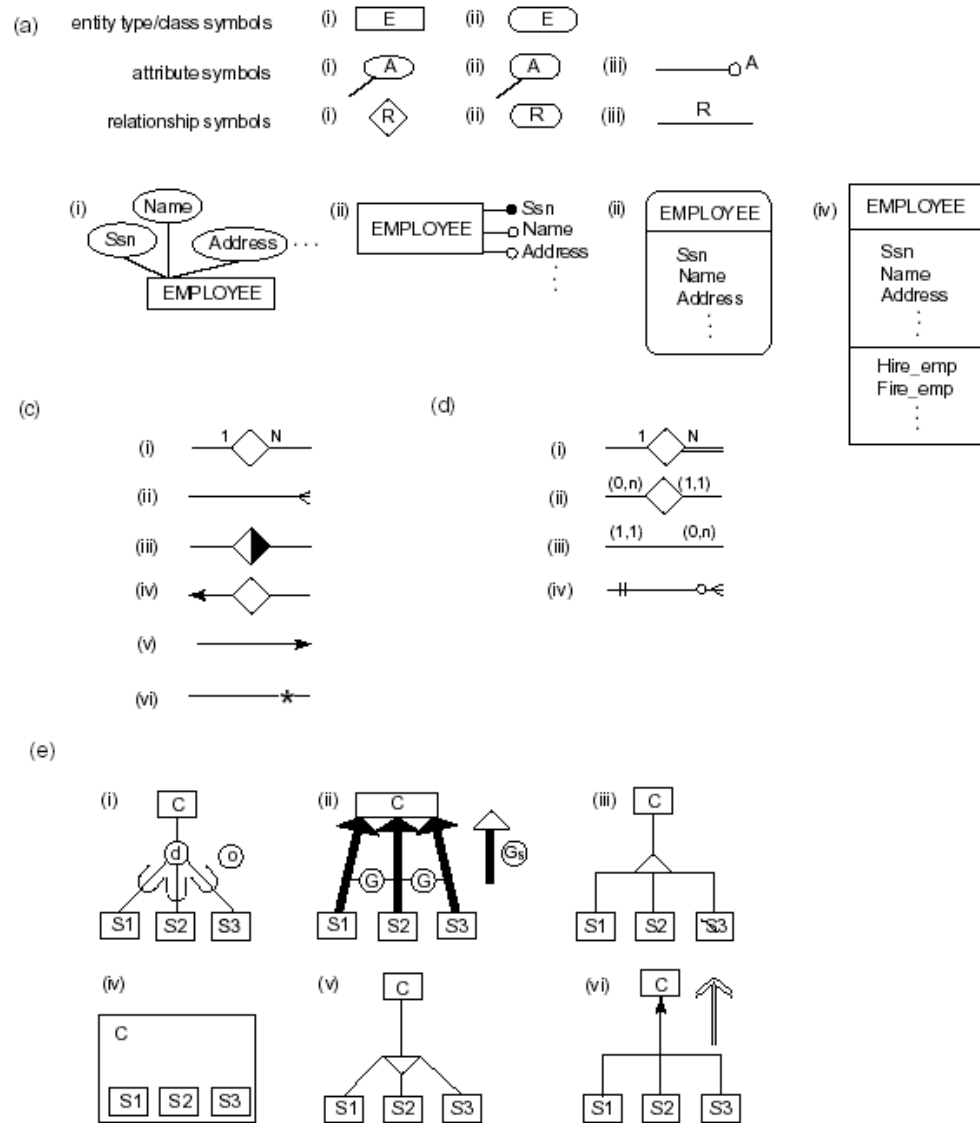 (a) entity type/class symbols (i) E (ii) E
attribute symbols (i) A (ii) A (iii) A
relationship symbols (i) R (ii) R (iii) R
(i) Name Ssn Address . . . EMPLOYEE
(ii) EMPLOYEE Ssn Name Address
(ii) EMPLOYEE
Ssn
Name
Address
(iv) EMPLOYEE
Ssn
Name
Address
Hire_emp
Fire_emp
(c)
(i) 1 N
(ii)
(iii)
(iv)
(v)
(vi) *
(d)
(i) 1 N
(ii) (0,n) (1,1)
(iii) (1,1) (0,n)
(iv)
(e)
(i) C d o S1 S2 S3
(ii) C G G Gs S1 S2 S3
(iii) C S1 S2 S3
(iv) C S1 S2 S3
(v) C S1 S2 S3
(vi) C S1 S2 S3